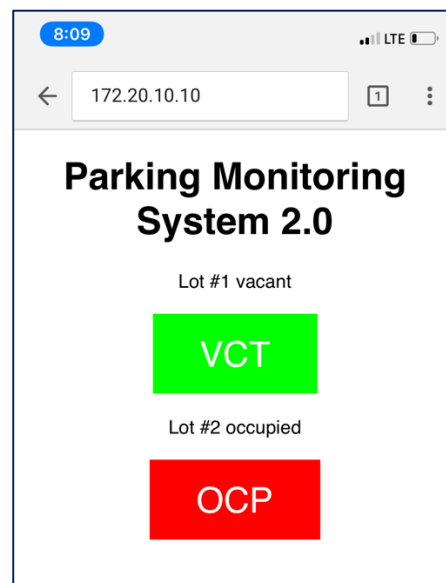 8:09
LTE
172.20.10.10
1
Parking Monitoring
System 2.0
Lot #1 vacant
VCT
Lot #2 occupied
OCP